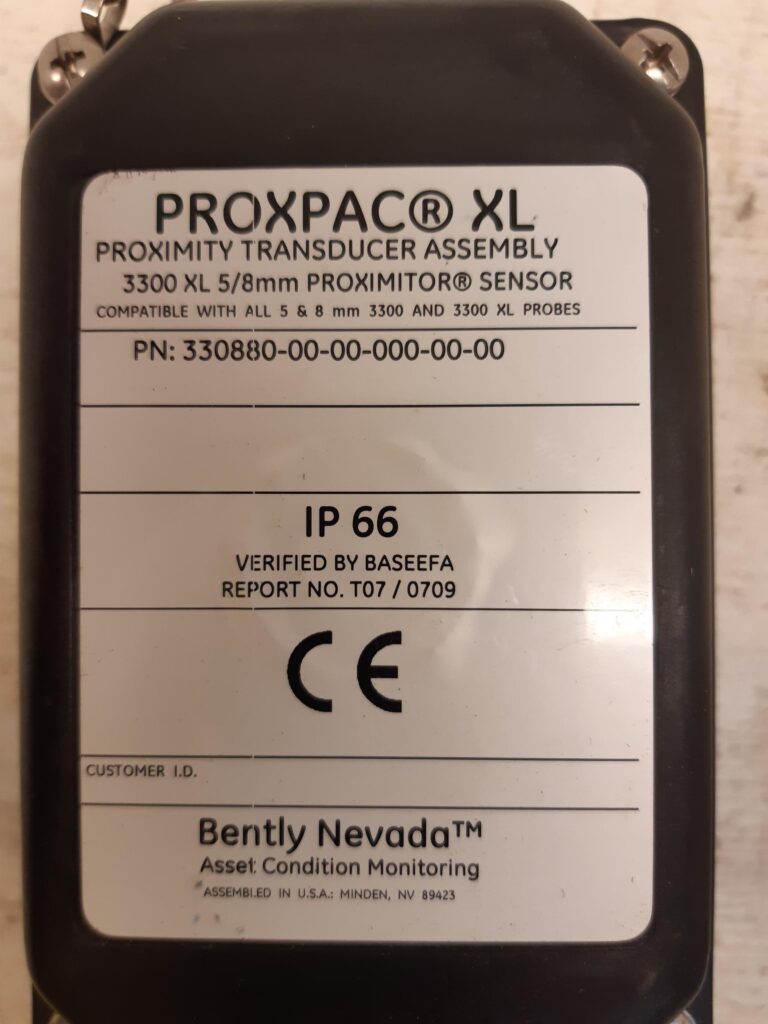 PROXPAC® XL
PROXIMITY TRANSDUCER ASSEMBLY
3300 XL 5/8mm PROXIMITOR® SENSOR
COMPATIBLE WITH ALL 5 & 8 mm 3300 AND 3300 XL PROBES
PN: 330880-00-00-000-00-00
IP 66
VERIFIED BY BASEEFA
REPORT NO. T07 / 0709
CE
CUSTOMER I.D.
Bently Nevada™
Asset Condition Monitoring
ASSEMBLED IN U.S.A.: MINDEN, NV 89423